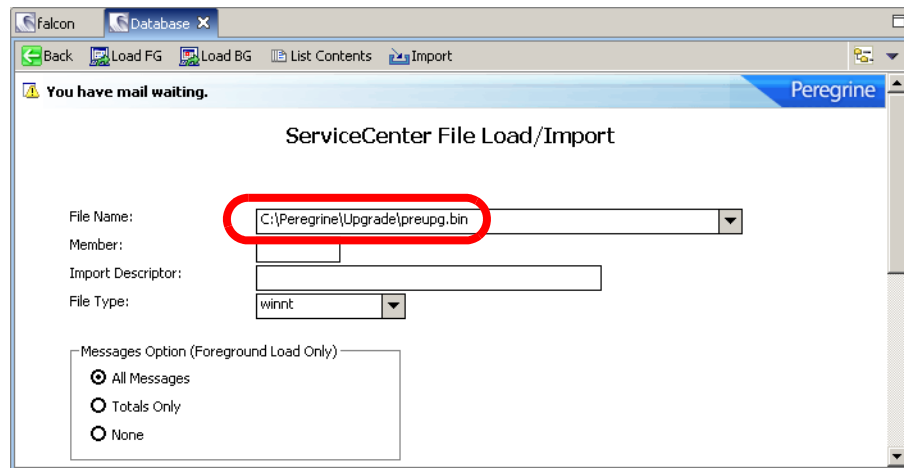 falcon Database
Back Load FG Load BG List Contents Import
You have mail waiting. Peregrine
ServiceCenter File Load/Import
File Name: C:\Peregrine\Upgrade\preupg.bin
Member:
Import Descriptor:
File Type: winnt
Messages Option (Foreground Load Only)
All Messages
Totals Only
None